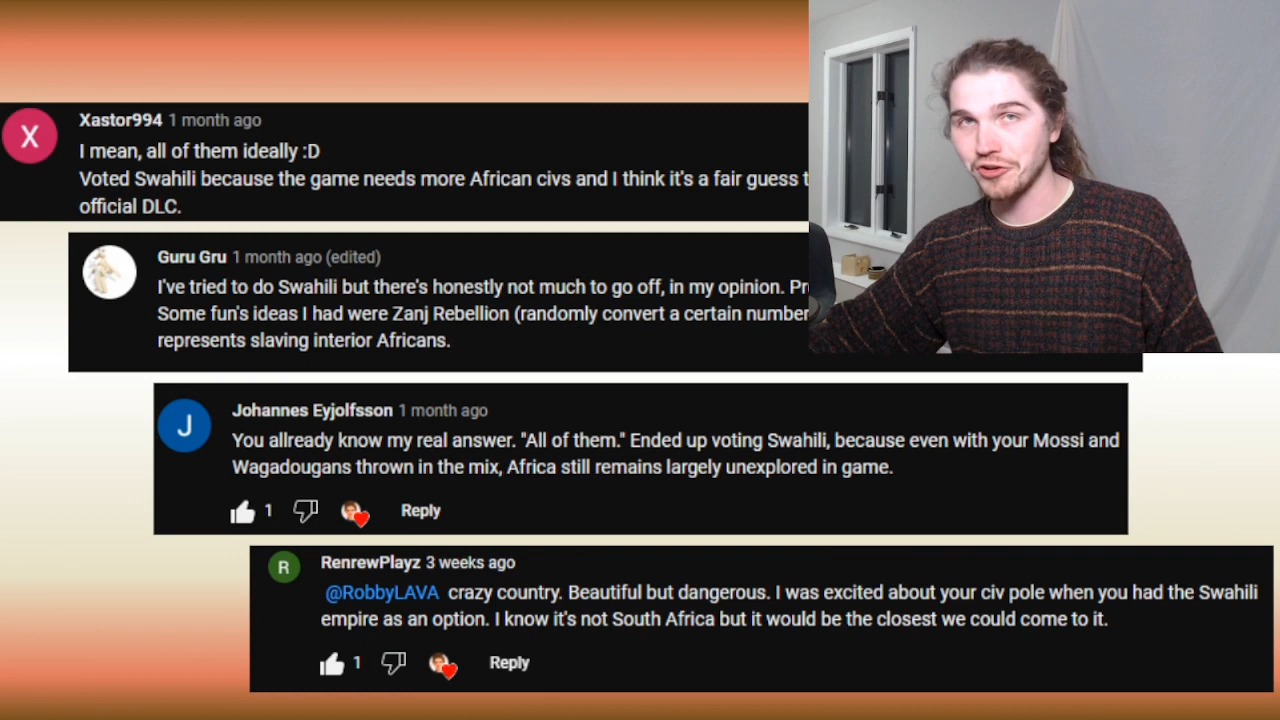 X
Xastor994 1 month ago
I mean, all of them ideally :D
Voted Swahili because the game needs more African civs and I think it's a fair guess
official DLC.
Guru Gru 1 month ago (edited)
I've tried to do Swahili but there's honestly not much to go off, in my opinion.
Some fun's ideas I had were Zanj Rebellion (randomly convert a certain number
represents slaving interior Africans.
J
Johannes Eyjolfsson 1 month ago
You allready know my real answer. "All of them." Ended up voting Swahili, because even with your Mossi and
Wagadougans thrown in the mix, Africa still remains largely unexplored in game.
1 Reply
R
RenrewPlayz 3 weeks ago
@RobbyLAVA crazy country. Beautiful but dangerous. I was excited about your civ pole when you had the Swahili
empire as an option. I know it's not South Africa but it would be the closest we could come to it.
1 Reply